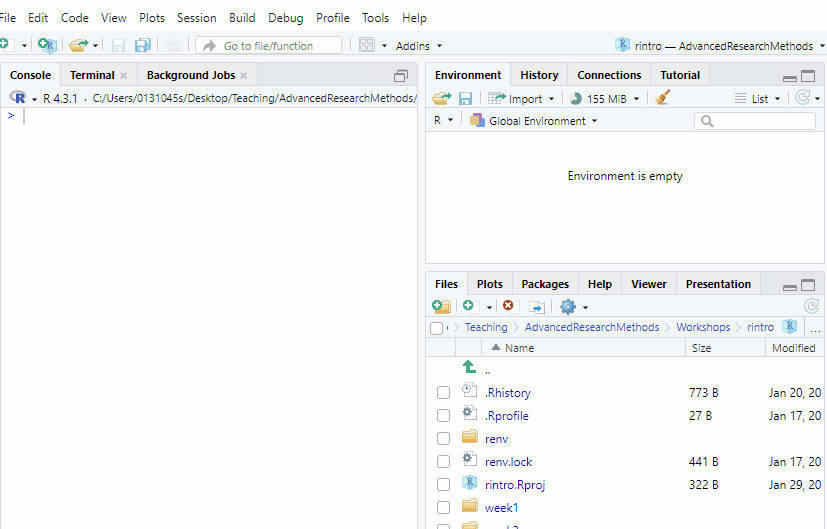 File Edit Code View Plots Session Build Debug Profile Tools Help
Go to file/function Addins rintro — AdvancedResearchMethods
Console Terminal Background Jobs
R 4.3.1 · C:/Users/0131045s/Desktop/Teaching/AdvancedResearchMethods/
>
Environment History Connections Tutorial
Import 155 MiB List
R Global Environment
Environment is empty
Files Plots Packages Help Viewer Presentation
Teaching AdvancedResearchMethods Workshops rintro ...
Name Size Modified
..
.Rhistory 773 B Jan 20, 20
.Rprofile 27 B Jan 17, 20
renv
renv.lock 441 B Jan 17, 20
rintro.Rproj 322 B Jan 29, 20
week1